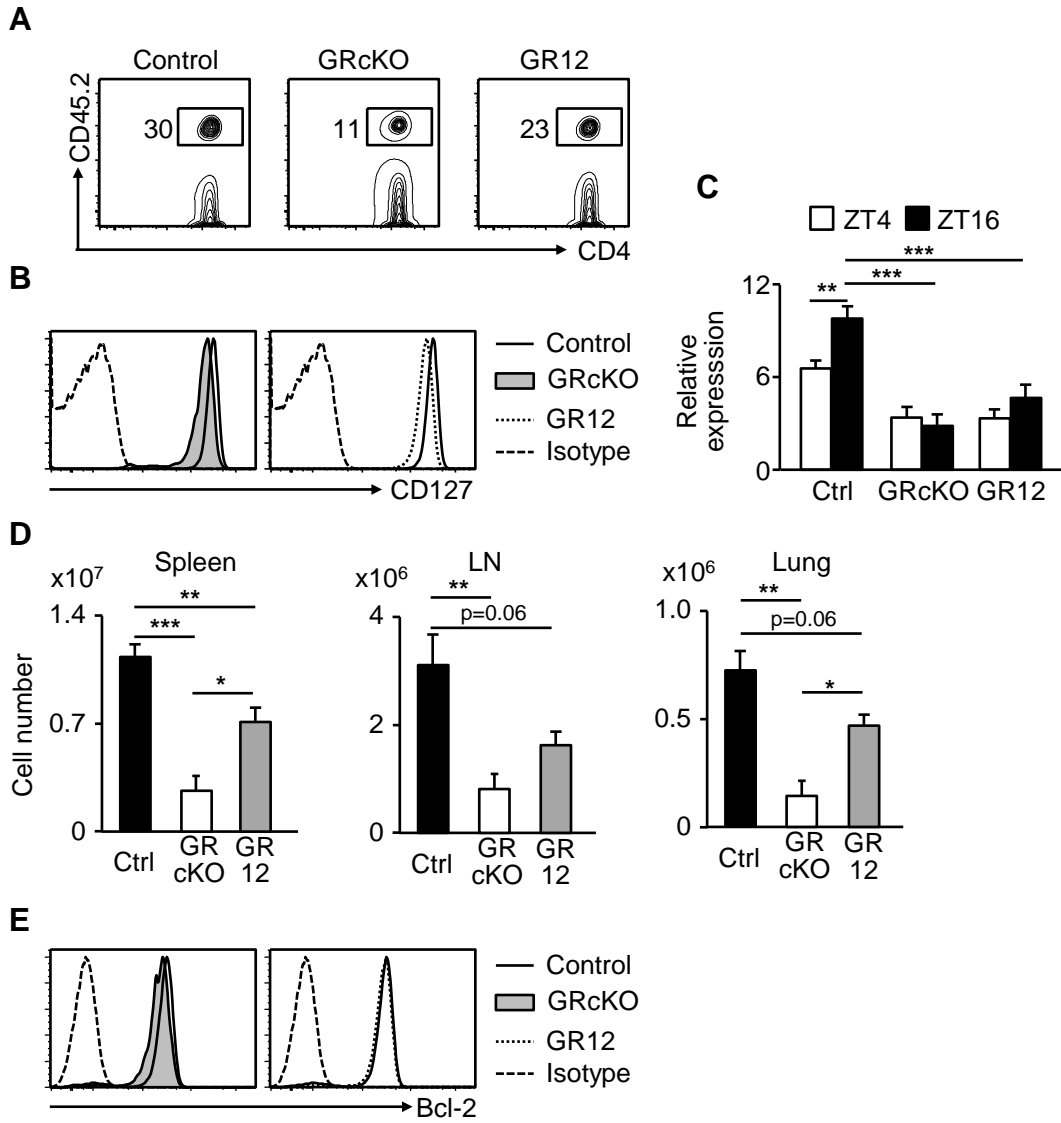 A
Control GRcKO GR12
CD45.2
30 11 23
CD4
B
Control
GRcKO
GR12
Isotype
CD127
C
ZT4 ZT16
***
***
**
12
6
0
Relative
expresssion
Ctrl GRcKO GR12
D
Spleen LN Lung
x10⁷ x10⁶ x10⁶
Cell number
1.4
0.7
0
**
***
*
Ctrl GR cKO GR 12
4
2
0
**
p=0.06
Ctrl GR cKO GR 12
1.0
0.5
0
**
p=0.06
*
Ctrl GR cKO GR 12
E
Control
GRcKO
GR12
Isotype
Bcl-2